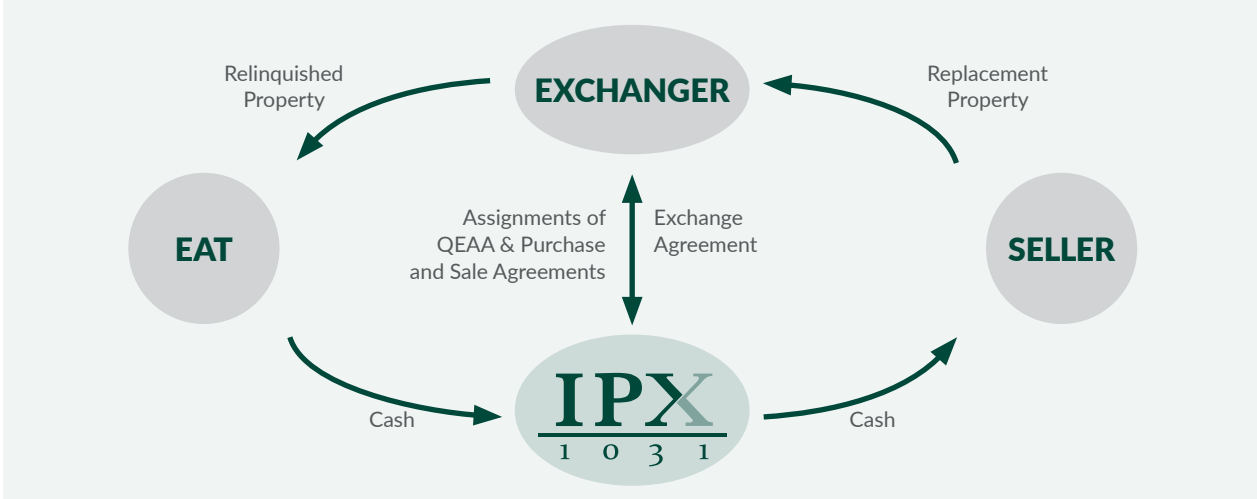 Relinquished
Property
EXCHANGER
Replacement
Property
EAT
Assignments of
QEAA & Purchase
and Sale Agreements
Exchange
Agreement
SELLER
Cash
IPX
1031
Cash